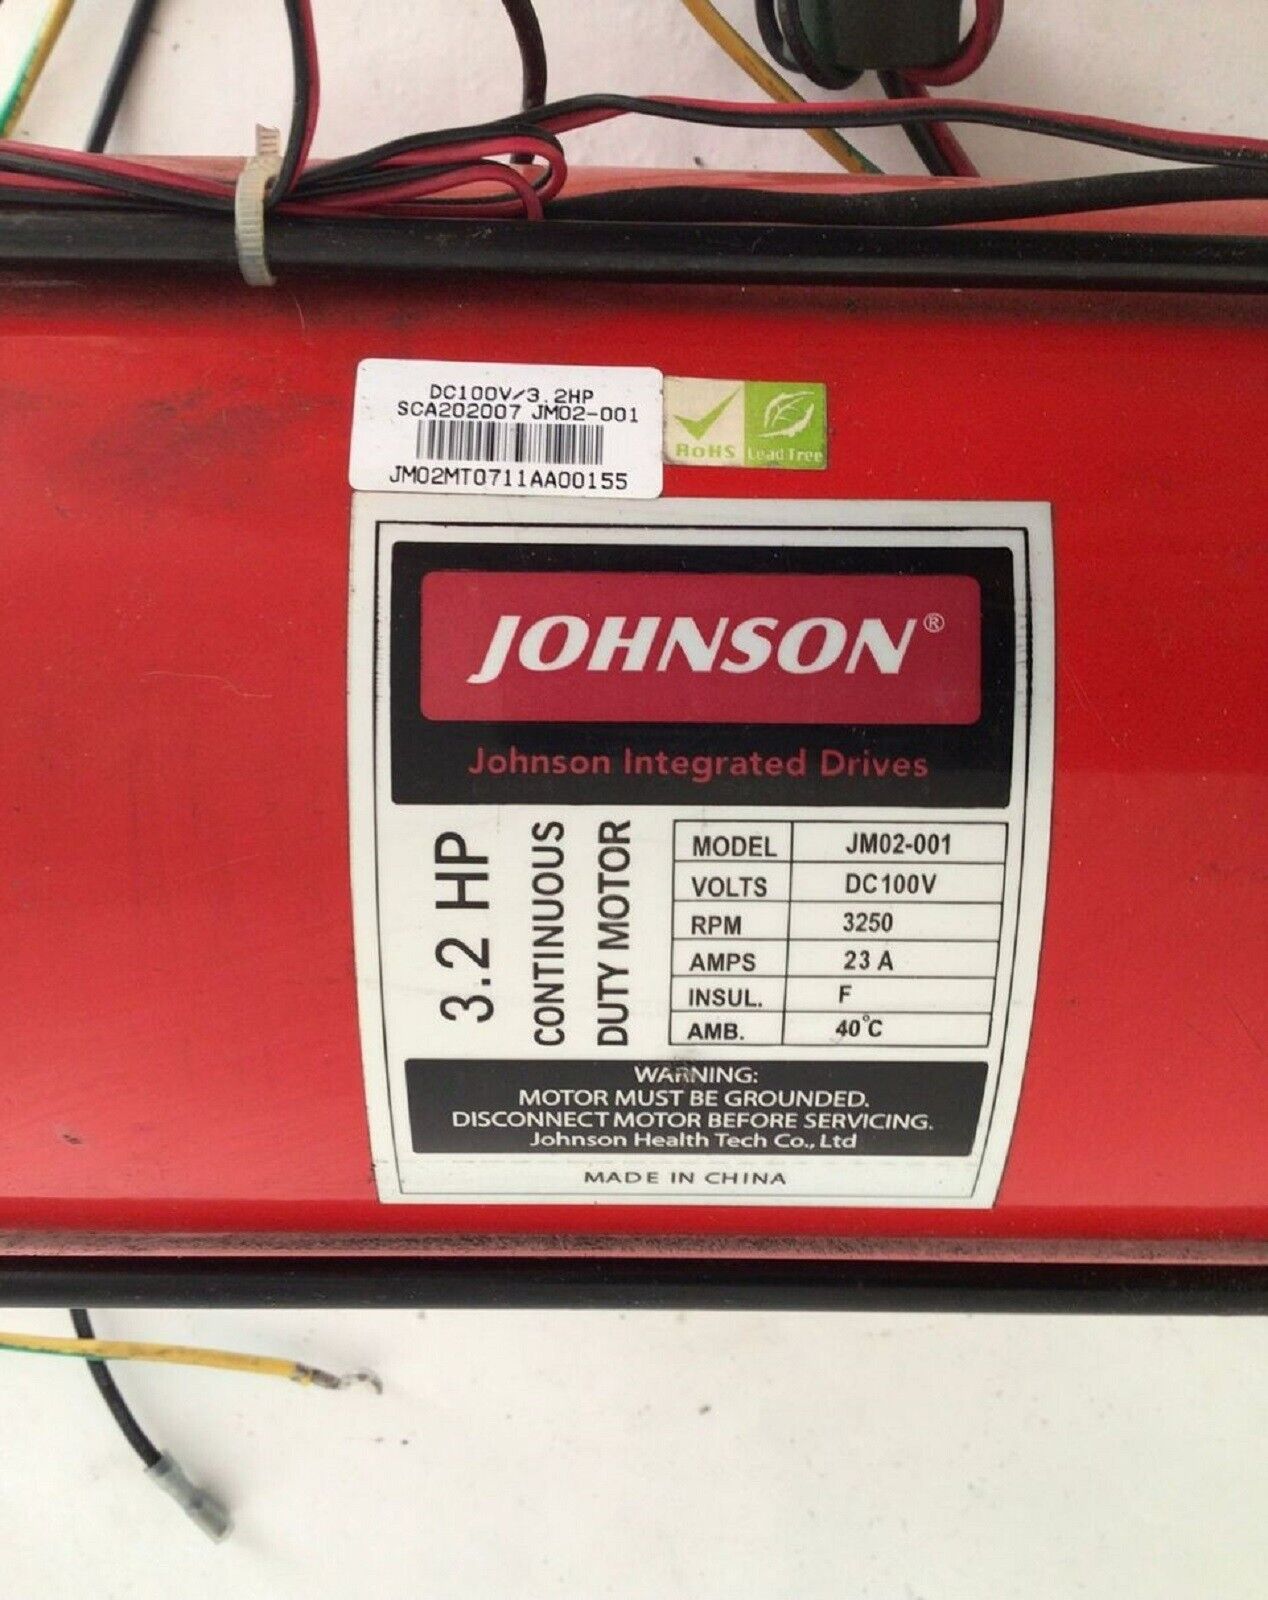 DC100V/3.2HP
SCA202007 JM02-001
JM02MT0711AA00155
RoHS Lead Free
JOHNSON®
Johnson Integrated Drives
3.2 HP
CONTINUOUS
DUTY MOTOR
MODEL JM02-001
VOLTS DC100V
RPM 3250
AMPS 23 A
INSUL. F
AMB. 40°C
WARNING:
MOTOR MUST BE GROUNDED.
DISCONNECT MOTOR BEFORE SERVICING.
Johnson Health Tech Co., Ltd
MADE IN CHINA